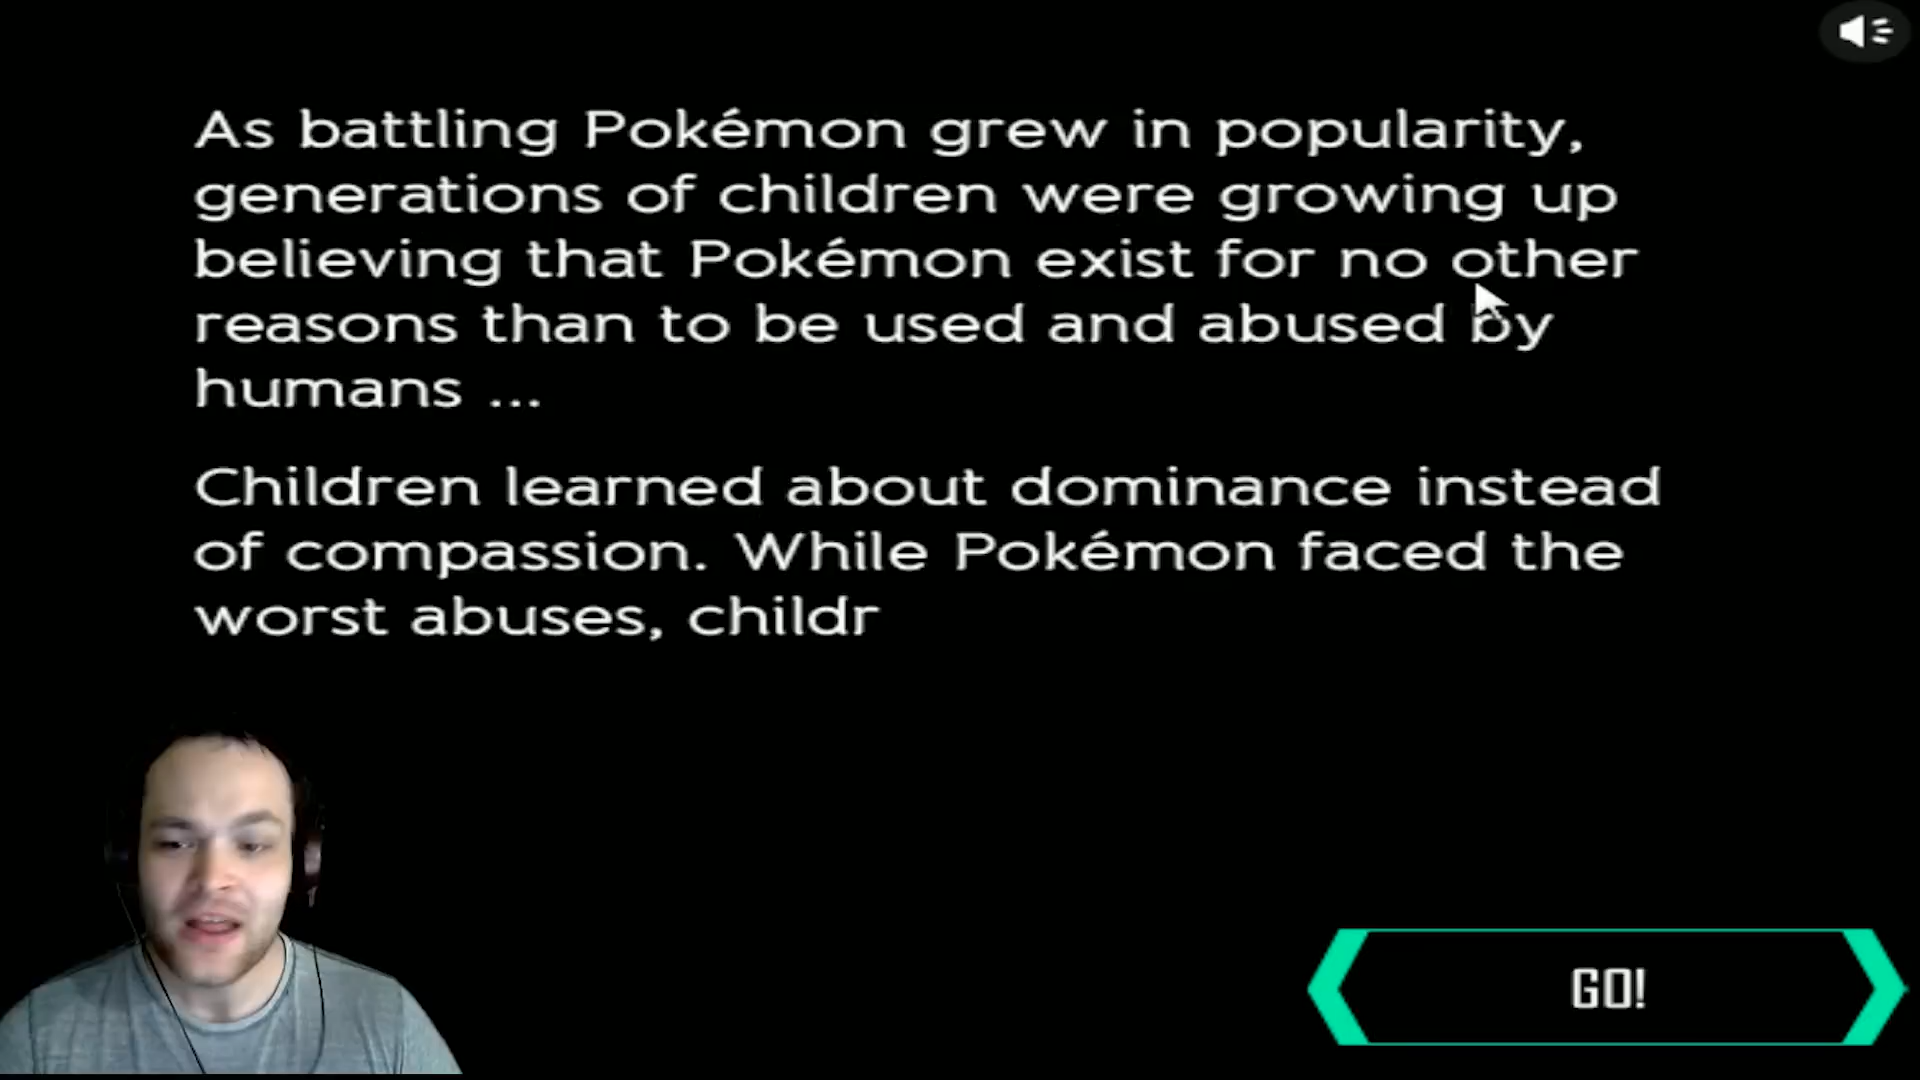 As battling Pokémon grew in popularity,
generations of children were growing up
believing that Pokémon exist for no other
reasons than to be used and abused by
humans ...
Children learned about dominance instead
of compassion. While Pokémon faced the
worst abuses, childr
GO!